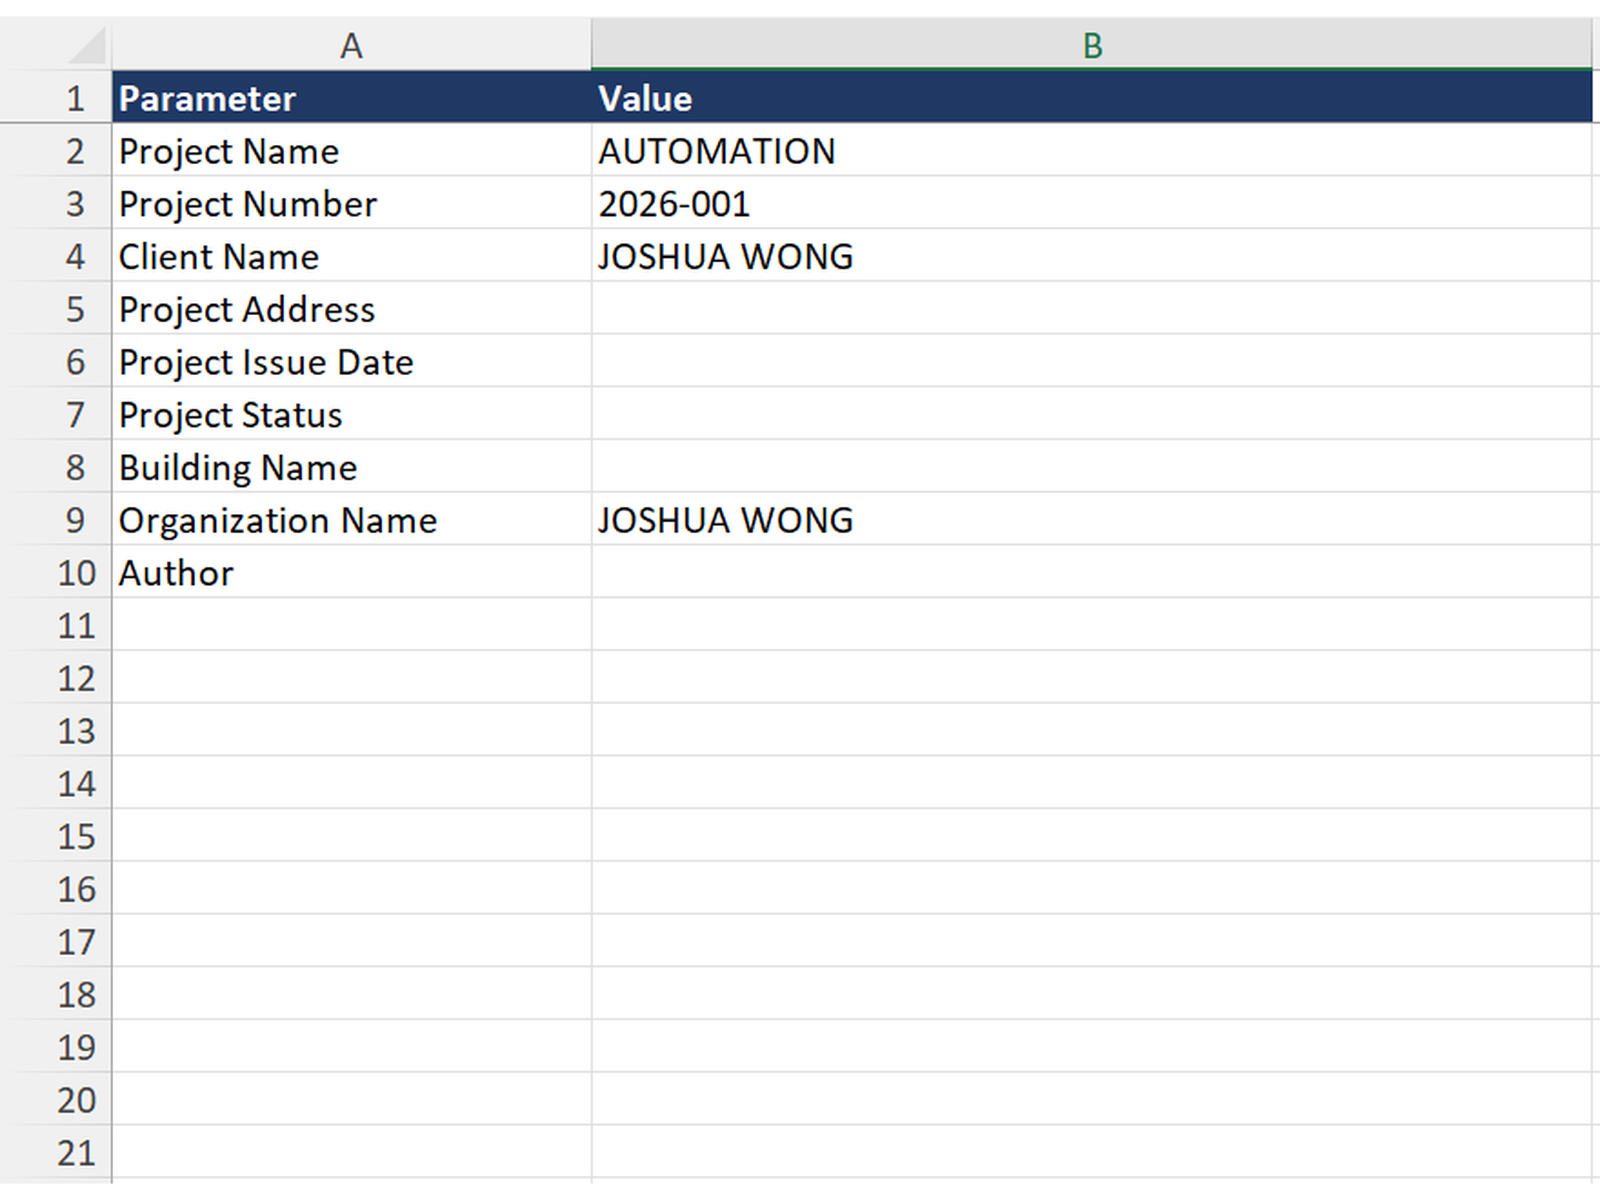 A B
1 Parameter Value
2 Project Name AUTOMATION
3 Project Number 2026-001
4 Client Name JOSHUA WONG
5 Project Address
6 Project Issue Date
7 Project Status
8 Building Name
9 Organization Name JOSHUA WONG
10 Author
11
12
13
14
15
16
17
18
19
20
21